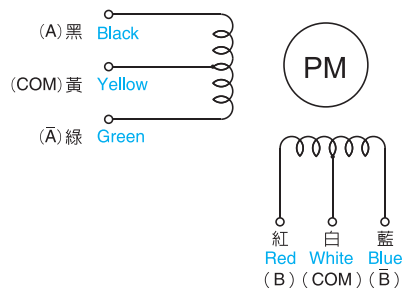 (A) 黑 Black
(COM) 黃 Yellow
(A̅) 綠 Green
PM
紅 白 藍
Red White Blue
(B) (COM) (B̅)